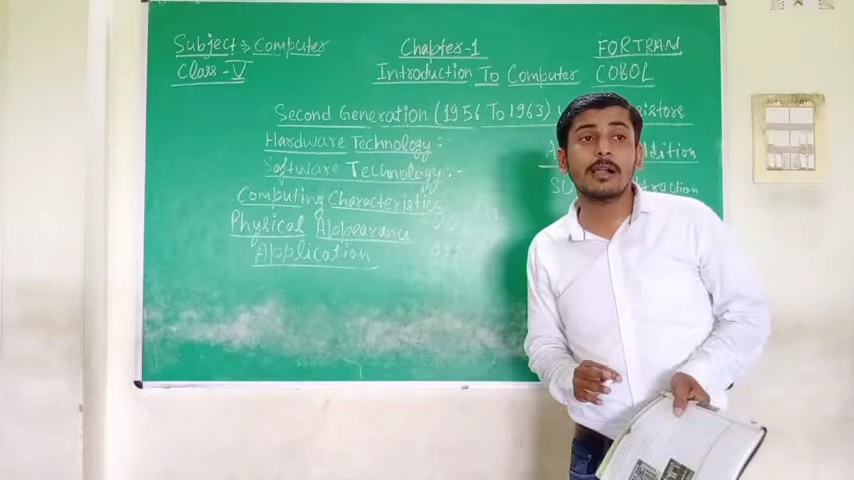 Subject ⇒ Computer
Class - V
Chapter-1
Introduction To Computer
FORTRAN
COBOL
Second Generation (1956 To 1963)
Hardware Technology :-
Software Technology :-
Computing Characteristics
Physical Appearance
Application